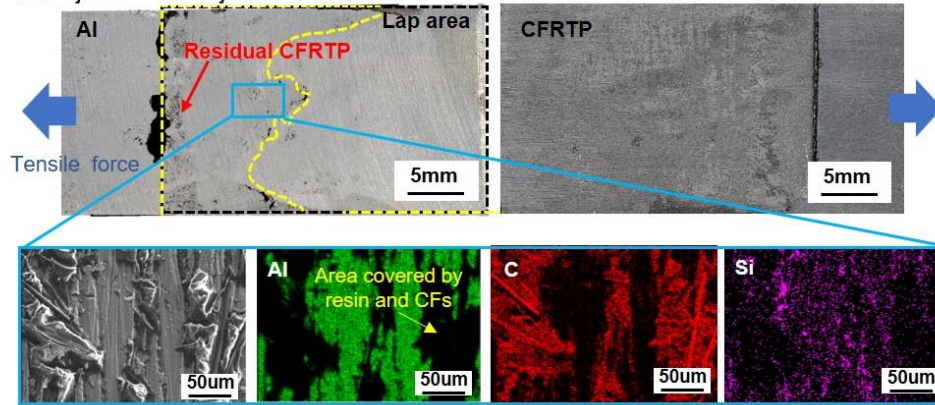 Al
Lap area
CFRTP
Residual CFRTP
Tensile force
5mm
5mm
Al
C
Si
Area covered by
resin and CFs
50um
50um
50um
50um